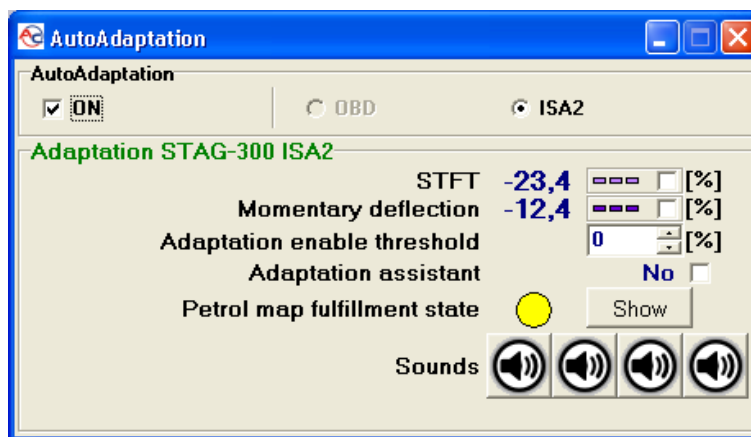 AutoAdaptation
AutoAdaptation
ON OBD ISA2
Adaptation STAG-300 ISA2
STFT -23,4 [%]
Momentary deflection -12,4 [%]
Adaptation enable threshold 0 [%]
Adaptation assistant No
Petrol map fulfillment state Show
Sounds